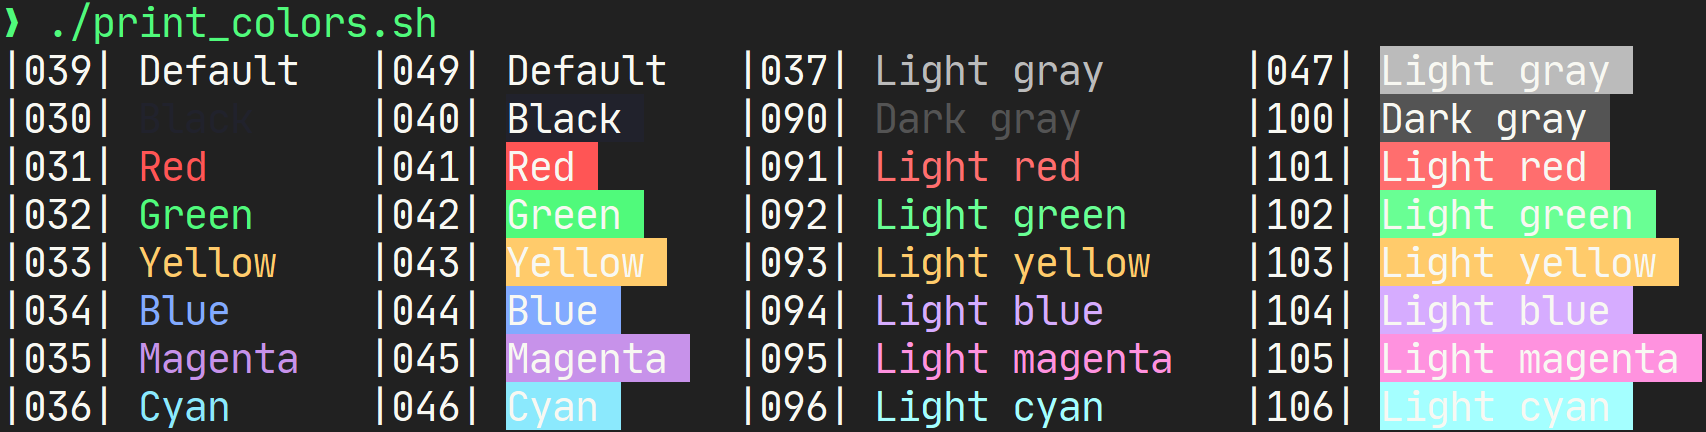 ❯ ./print_colors.sh
|039| Default |049| Default |037| Light gray |047| Light gray
|030| Black |040| Black |090| Dark gray |100| Dark gray
|031| Red |041| Red |091| Light red |101| Light red
|032| Green |042| Green |092| Light green |102| Light green
|033| Yellow |043| Yellow |093| Light yellow |103| Light yellow
|034| Blue |044| Blue |094| Light blue |104| Light blue
|035| Magenta |045| Magenta |095| Light magenta |105| Light magenta
|036| Cyan |046| Cyan |096| Light cyan |106| Light cyan